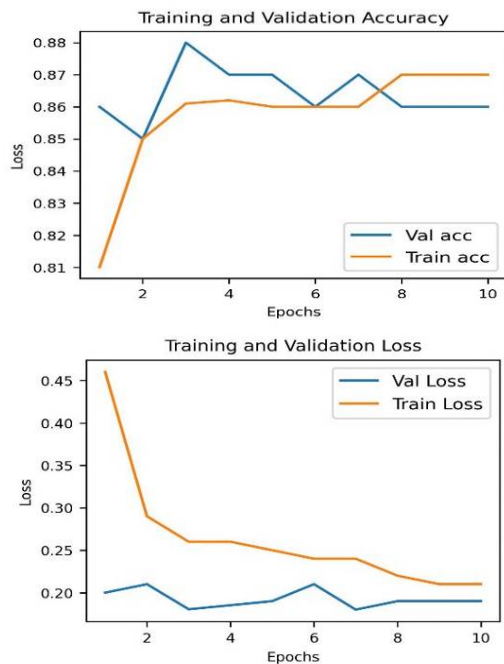 Training and Validation Accuracy
0.88
0.87
0.86
0.85
0.84
0.83
0.82
0.81
Loss
Val acc
Train acc
2 4 6 8 10
Epochs
Training and Validation Loss
0.45
0.40
0.35
0.30
0.25
0.20
Loss
Val Loss
Train Loss
2 4 6 8 10
Epochs